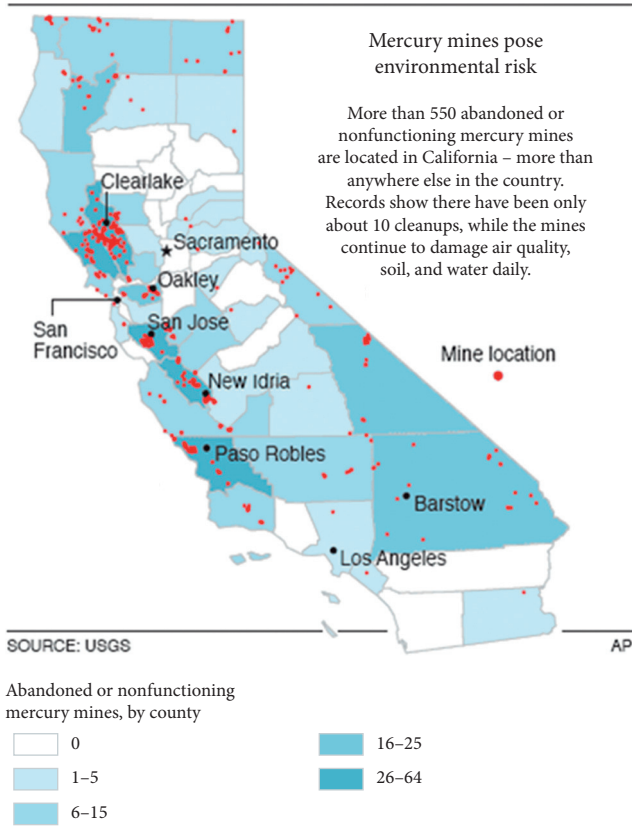 Mercury mines pose
environmental risk
More than 550 abandoned or
nonfunctioning mercury mines
are located in California – more than
anywhere else in the country.
Records show there have been only
about 10 cleanups, while the mines
continue to damage air quality,
soil, and water daily.
Clearlake
Sacramento
Oakley
San
Francisco
San Jose
Mine location
New Idria
Paso Robles
Barstow
Los Angeles
SOURCE: USGS
AP
Abandoned or nonfunctioning
mercury mines, by county
0
1–5
6–15
16–25
26–64